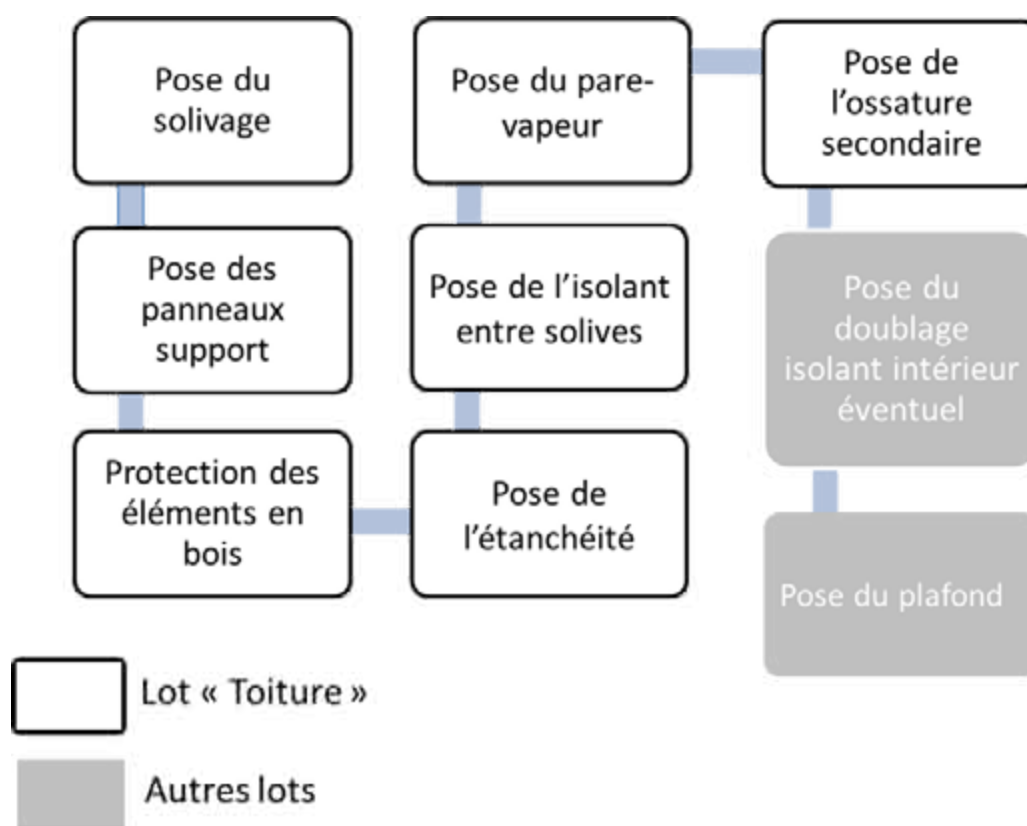 Pose du
solivage
Pose des
panneaux
support
Protection des
éléments en
bois
Pose de
l’étanchéité
Pose de l’isolant
entre solives
Pose du pare-
vapeur
Pose de
l’ossature
secondaire
Pose du
doublage
isolant intérieur
éventuel
Pose du plafond
Lot « Toiture »
Autres lots